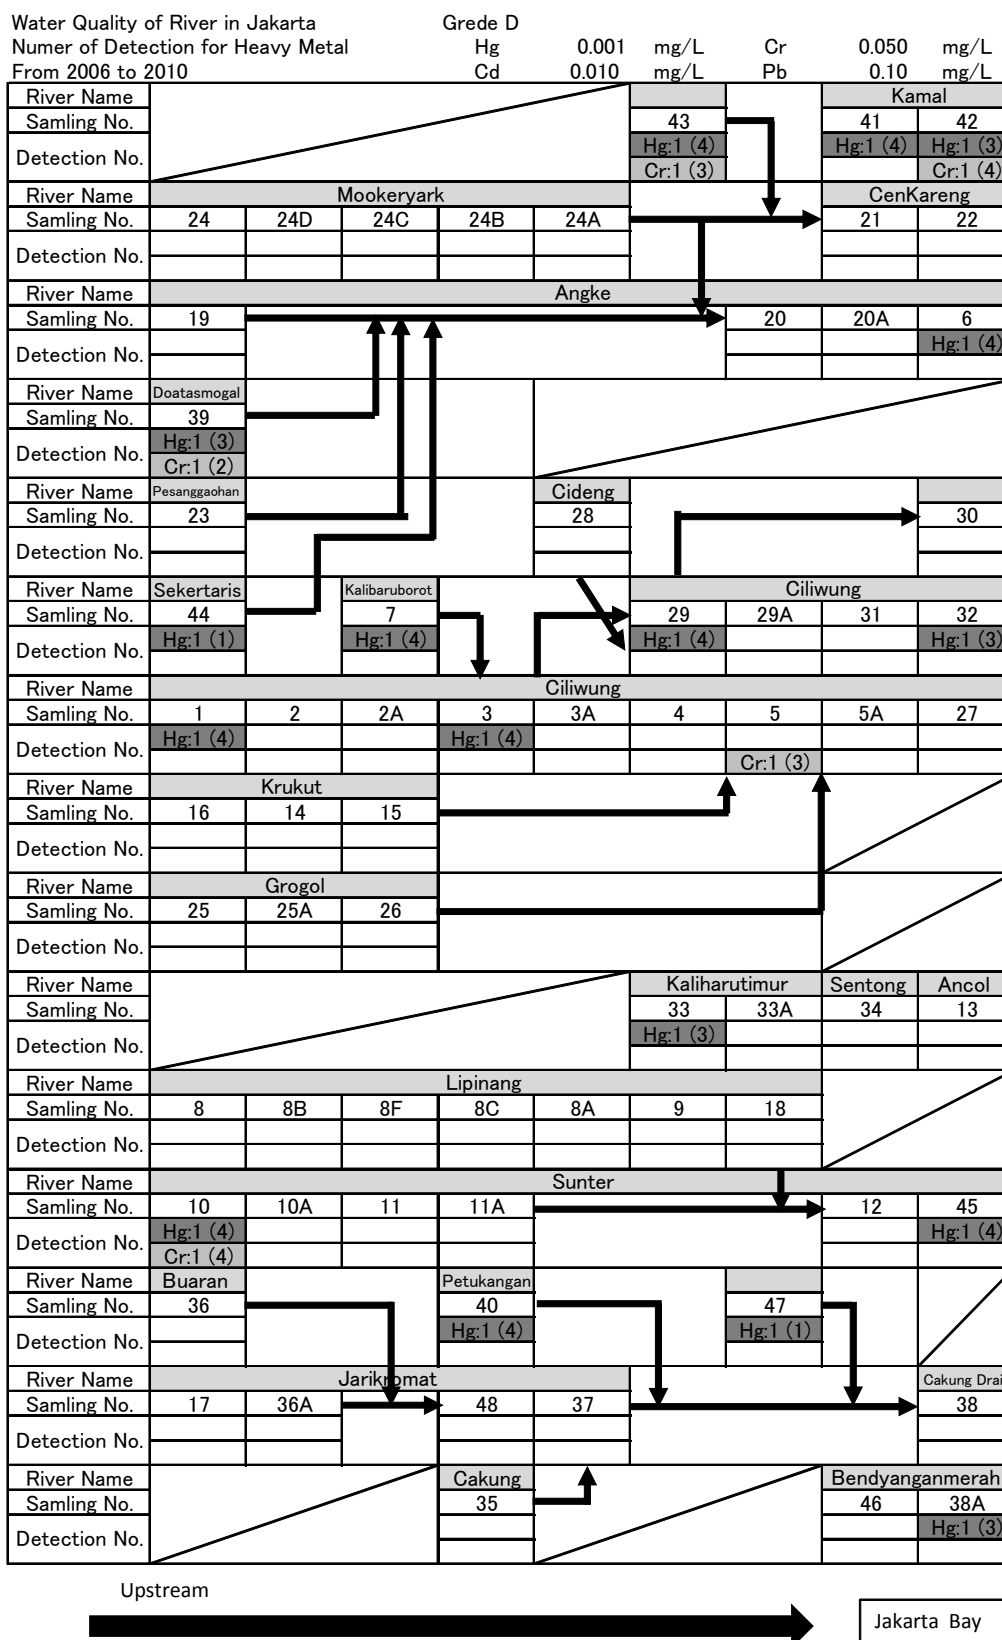 Water Quality of River in Jakarta Grede D
Numer of Detection for Heavy Metal Hg 0.001 mg/L Cr 0.050 mg/L
From 2006 to 2010 Cd 0.010 mg/L Pb 0.10 mg/L
River Name Kamal
Samling No. 43 41 42
Detection No. Hg:1 (4) Hg:1 (4) Hg:1 (3)
Cr:1 (3) Cr:1 (4)
River Name Mookeryark CenKareng
Samling No. 24 24D 24C 24B 24A 21 22
Detection No.
River Name Angke
Samling No. 19 20 20A 6
Detection No. Hg:1 (4)
River Name Doatasmogal
Samling No. 39
Detection No. Hg:1 (3)
Cr:1 (2)
River Name Pesanggaohan Cideng
Samling No. 23 28 30
Detection No.
River Name Sekertaris Kalibaruborot Ciliwung
Samling No. 44 7 29 29A 31 32
Detection No. Hg:1 (1) Hg:1 (4) Hg:1 (4) Hg:1 (3)
River Name Ciliwung
Samling No. 1 2 2A 3 3A 4 5 5A 27
Detection No. Hg:1 (4) Hg:1 (4)
Cr:1 (3)
River Name Krukut
Samling No. 16 14 15
Detection No.
River Name Grogol
Samling No. 25 25A 26
Detection No.
River Name Kaliharutimur Sentong Ancol
Samling No. 33 33A 34 13
Detection No. Hg:1 (3)
River Name Lipinang
Samling No. 8 8B 8F 8C 8A 9 18
Detection No.
River Name Sunter
Samling No. 10 10A 11 11A 12 45
Detection No. Hg:1 (4) Hg:1 (4)
Cr:1 (4)
River Name Buaran Petukangan
Samling No. 36 40 47
Detection No. Hg:1 (4) Hg:1 (1)
River Name Jarikromat Cakung Drai
Samling No. 17 36A 48 37 38
Detection No.
River Name Cakung Bendyanganmerah
Samling No. 35 46 38A
Detection No. Hg:1 (3)
Upstream
Jakarta Bay